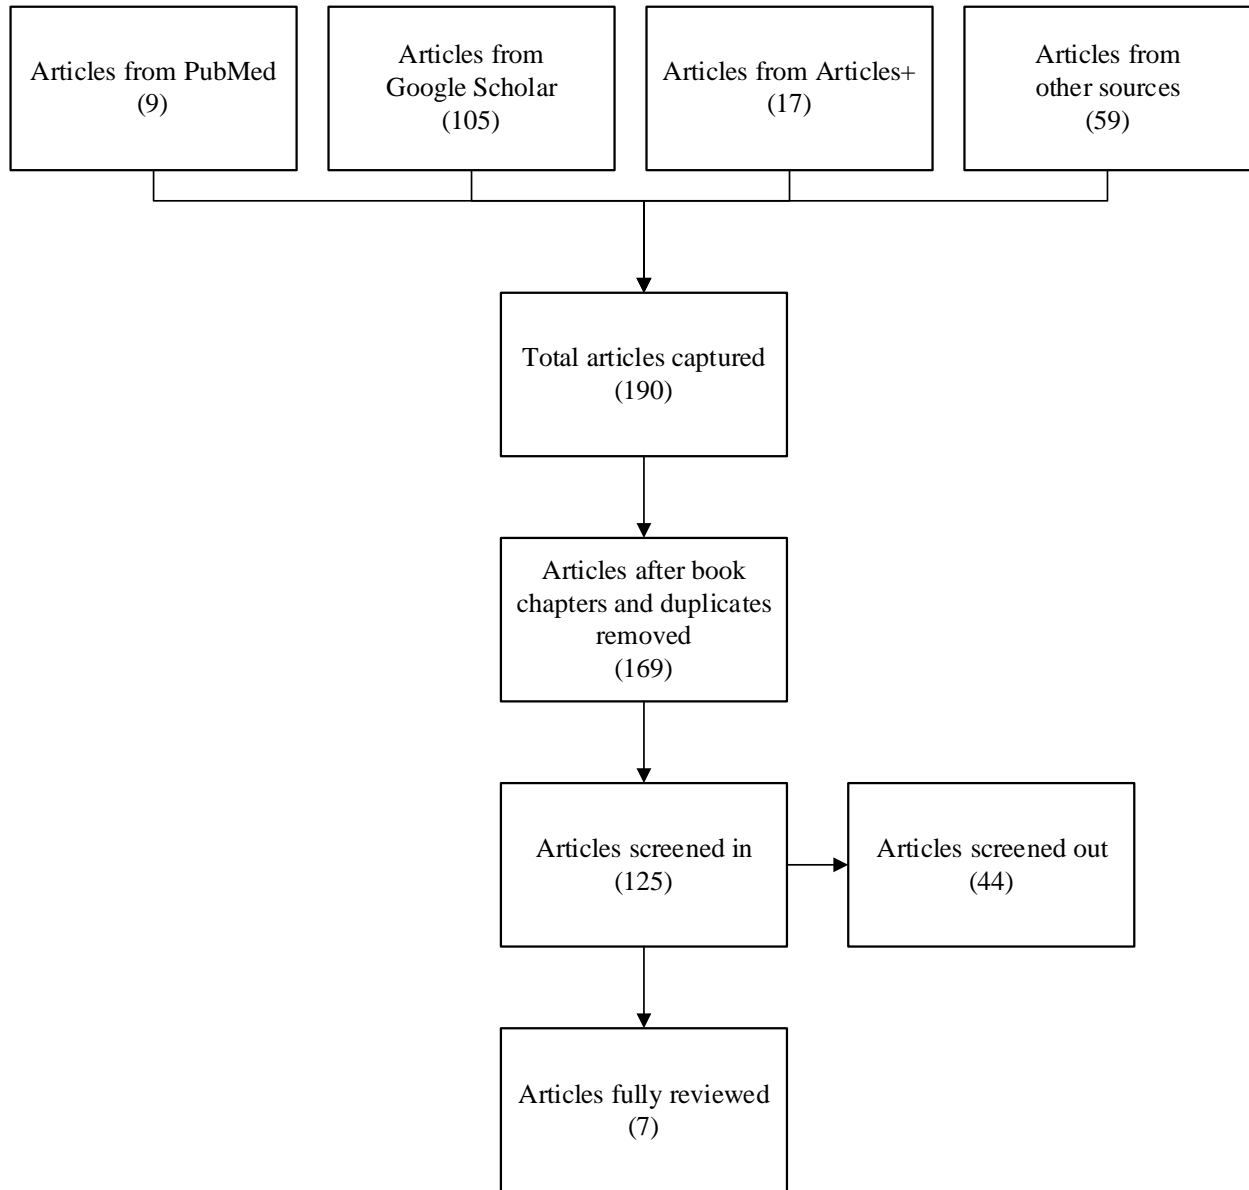 Articles from PubMed
(9)
Articles from
Google Scholar
(105)
Articles from Articles+
(17)
Articles from
other sources
(59)
Total articles captured
(190)
Articles after book
chapters and duplicates
removed
(169)
Articles screened in
(125)
Articles screened out
(44)
Articles fully reviewed
(7)